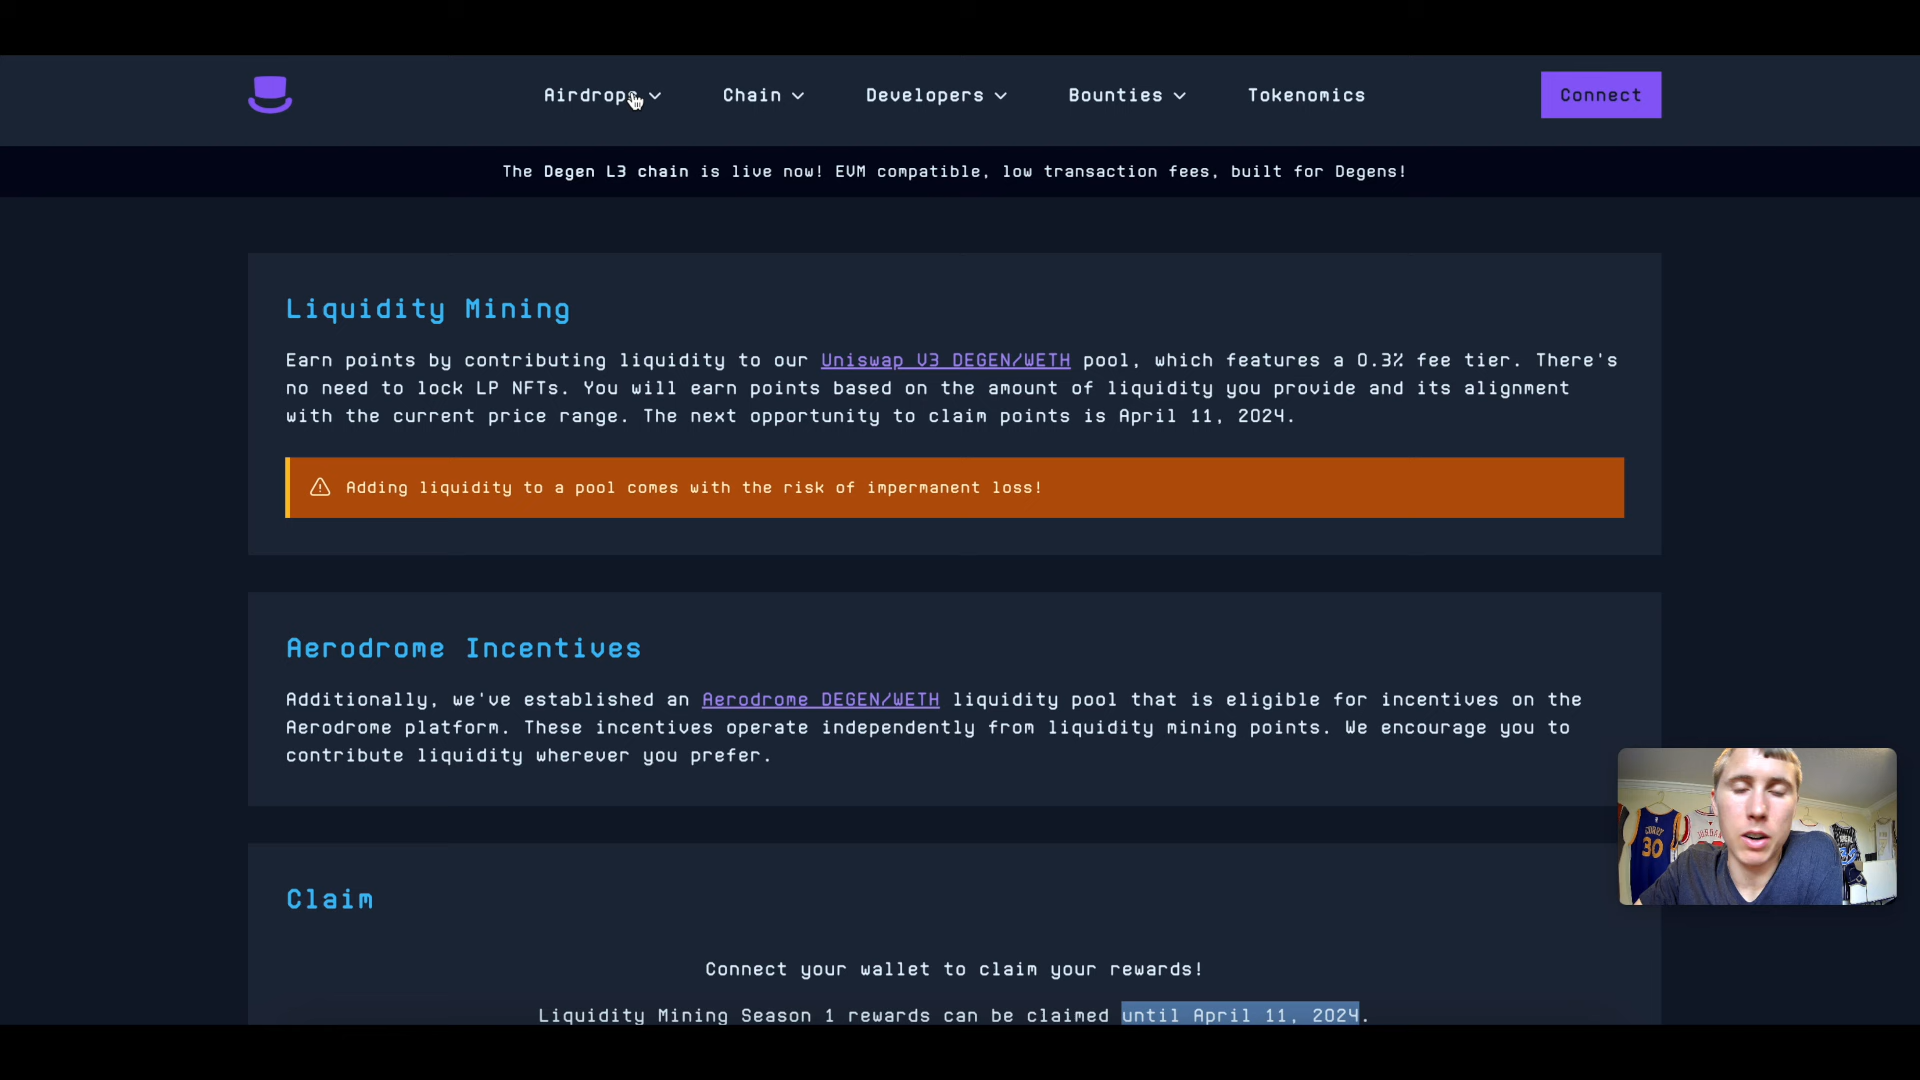 Airdrops
Chain
Developers
Bounties
Tokenomics
Connect
The Degen L3 chain is live now! EVM compatible, low transaction fees, built for Degens!
Liquidity Mining
Earn points by contributing liquidity to our Uniswap V3 DEGEN/WETH pool, which features a 0.3% fee tier. There's
no need to lock LP NFTs. You will earn points based on the amount of liquidity you provide and its alignment
with the current price range. The next opportunity to claim points is April 11, 2024.
Adding liquidity to a pool comes with the risk of impermanent loss!
Aerodrome Incentives
Additionally, we've established an Aerodrome DEGEN/WETH liquidity pool that is eligible for incentives on the
Aerodrome platform. These incentives operate independently from liquidity mining points. We encourage you to
contribute liquidity wherever you prefer.
CURRY
30
Claim
Connect your wallet to claim your rewards!
Liquidity Mining Season 1 rewards can be claimed until April 11, 2024.